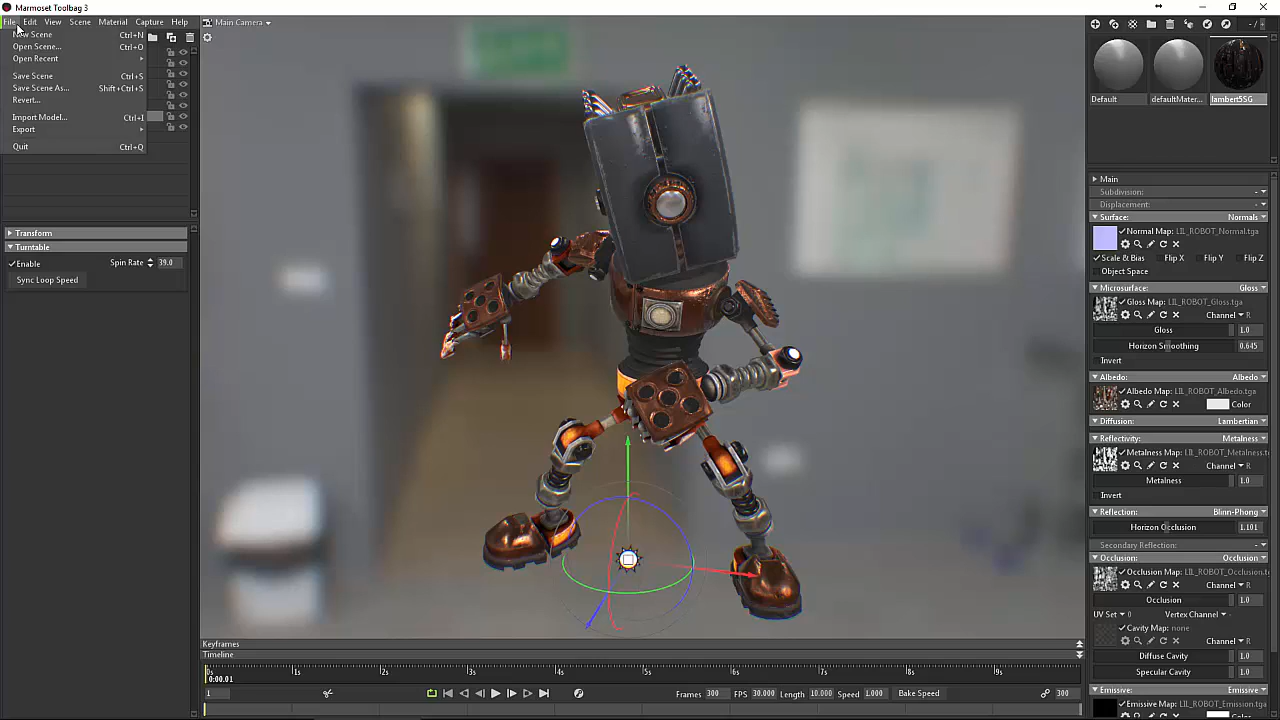 Marmoset Toolbag 3
File Edit View Scene Material Capture Help
New Scene Ctrl+N
Open Scene... Ctrl+O
Open Recent
Save Scene Ctrl+S
Save Scene As... Shift+Ctrl+S
Revert...
Import Model... Ctrl+I
Export
Quit Ctrl+Q
Transform
Turntable
Enable Spin Rate 39.0
Sync Loop Speed
Main Camera
Keyframes
Timeline
1s 2s 3s 4s 5s 6s 7s 8s 9s
0:00.01
1 Frames 300 FPS 30.000 Length 10.000 Speed 1.000 Bake Speed 300
Default defaultMater... lambert5SG
Main
Subdivision: -
Displacement: -
Surface: Normals
Normal Map: LIL_ROBOT_Normal.tga
Scale & Bias Flip X Flip Y Flip Z
Object Space
Microsurface: Gloss
Gloss Map: LIL_ROBOT_Gloss.tga
Channel R
Gloss 1.0
Horizon Smoothing 0.645
Invert
Albedo: Albedo
Albedo Map: LIL_ROBOT_Albedo.tga
Color
Diffusion: Lambertian
Reflectivity: Metalness
Metalness Map: LIL_ROBOT_Metalness.t
Channel R
Metalness 1.0
Invert
Reflection: Blinn-Phong
Horizon Occlusion 1.101
Secondary Reflection: -
Occlusion: Occlusion
Occlusion Map: LIL_ROBOT_Occlusion.t
Channel R
Occlusion 1.0
UV Set 0 Vertex Channel -
Cavity Map: none
Channel R
Diffuse Cavity 1.0
Specular Cavity 1.0
Emissive: Emissive
Emissive Map: LIL_ROBOT_Emission.tga